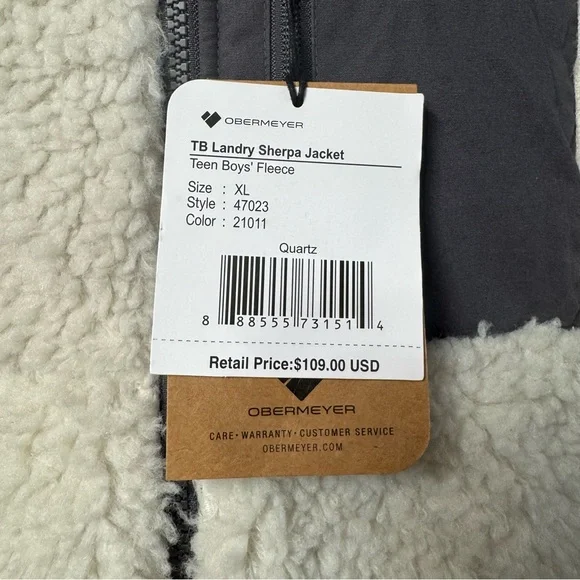 OBERMEYER
TB Landry Sherpa Jacket
Teen Boys' Fleece
Size : XL
Style : 47023
Color : 21011
Quartz
8 88555 73151 4
Retail Price:$109.00 USD
OBERMEYER
CARE • WARRANTY • CUSTOMER SERVICE
OBERMEYER.COM